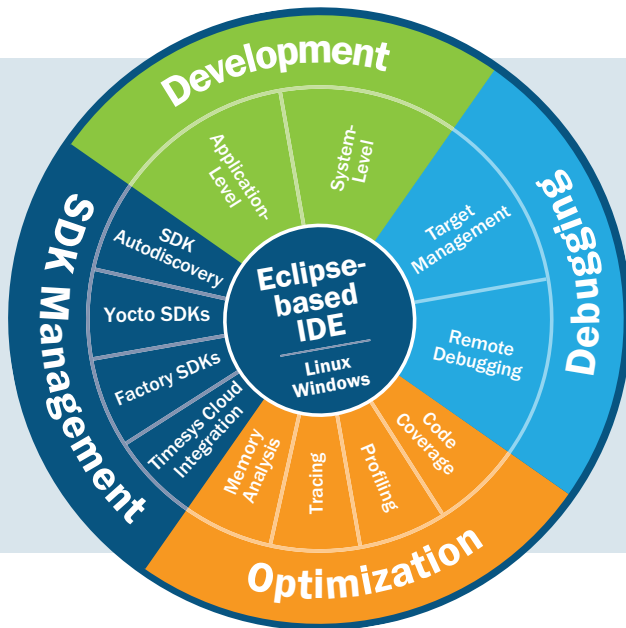 Development
Application-
Level
System-
Level
Debugging
Target
Management
Remote
Debugging
Optimization
Code
Coverage
Profiling
Tracing
Memory
Analysis
SDK Management
SDK
Autodiscovery
Yocto SDKs
Factory SDKs
Timesys Cloud
Integration
Eclipse-
based
IDE
Linux
Windows